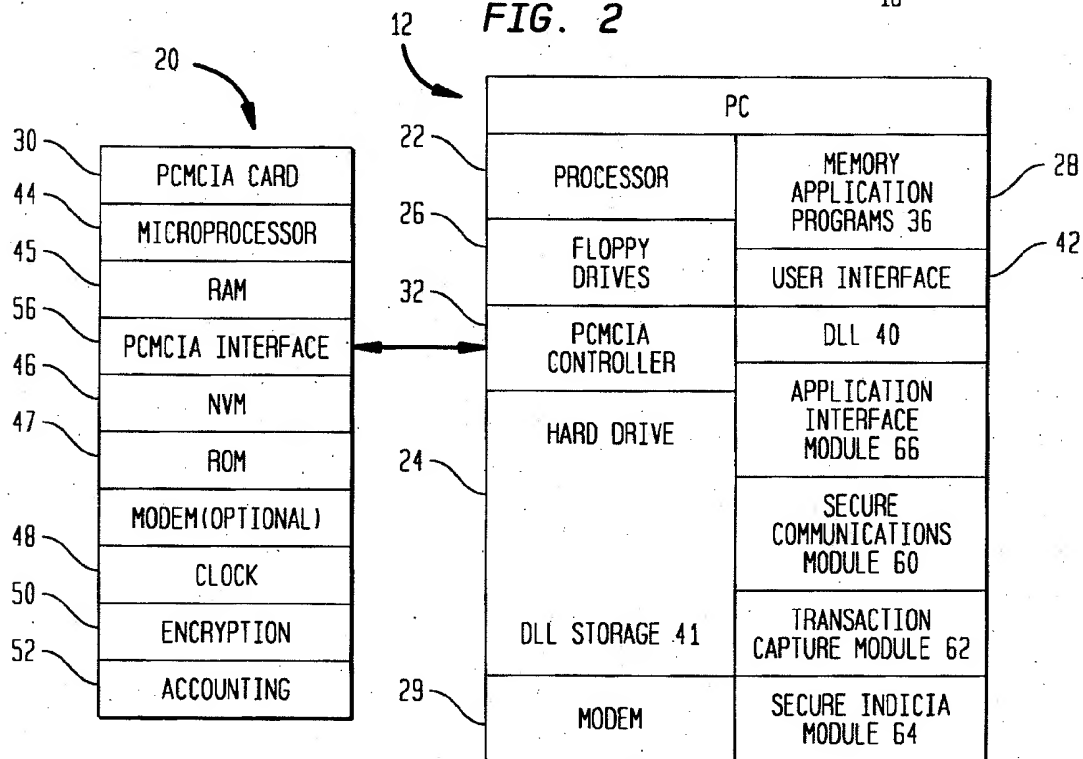 FIG. 2
12
20
PC
30
PCMCIA CARD
44
MICROPROCESSOR
45
RAM
56
PCMCIA INTERFACE
46
NVM
47
ROM
MODEM(OPTIONAL)
48
CLOCK
50
ENCRYPTION
52
ACCOUNTING
22
PROCESSOR
26
FLOPPY
DRIVES
32
PCMCIA
CONTROLLER
24
HARD DRIVE
DLL STORAGE 41
29
MODEM
MEMORY
APPLICATION
PROGRAMS 36
28
USER INTERFACE
42
DLL 40
APPLICATION
INTERFACE
MODULE 66
SECURE
COMMUNICATIONS
MODULE 60
TRANSACTION
CAPTURE MODULE 62
SECURE INDICIA
MODULE 64